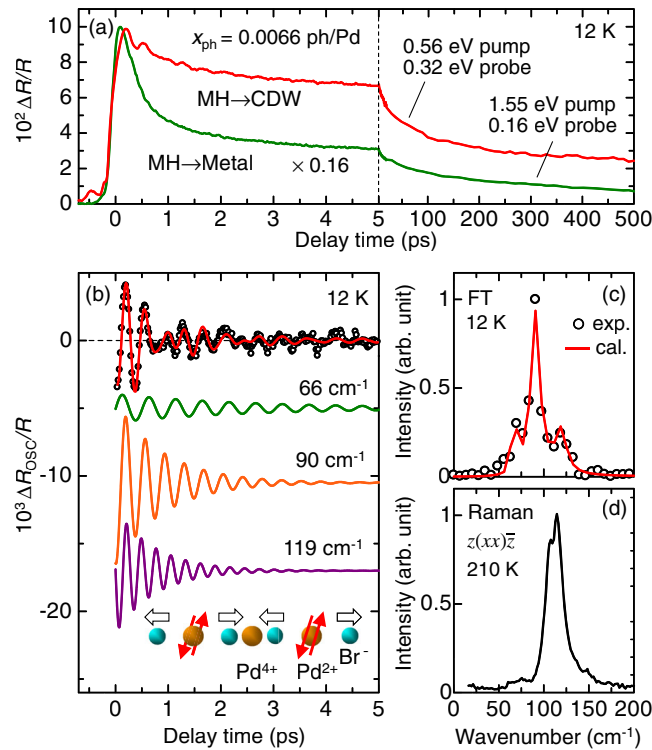 (a)
x_ph = 0.0066 ph/Pd
12 K
0.56 eV pump
0.32 eV probe
MH→CDW
1.55 eV pump
0.16 eV probe
MH→Metal × 0.16
10² ΔR/R
10
8
6
4
2
0
0 1 2 3 4 5 100 200 300 400 500
Delay time (ps)
(b)
12 K
66 cm⁻¹
90 cm⁻¹
119 cm⁻¹
Pd⁴⁺ Pd²⁺ Br⁻
10³ ΔR_OSC/R
0
-10
-20
0 1 2 3 4 5
Delay time (ps)
FT (c)
12 K
exp.
cal.
Intensity (arb. unit)
1
0.5
0
Raman (d)
z(xx)z̅
210 K
Intensity (arb. unit)
1
0.5
0
0 50 100 150 200
Wavenumber (cm⁻¹)